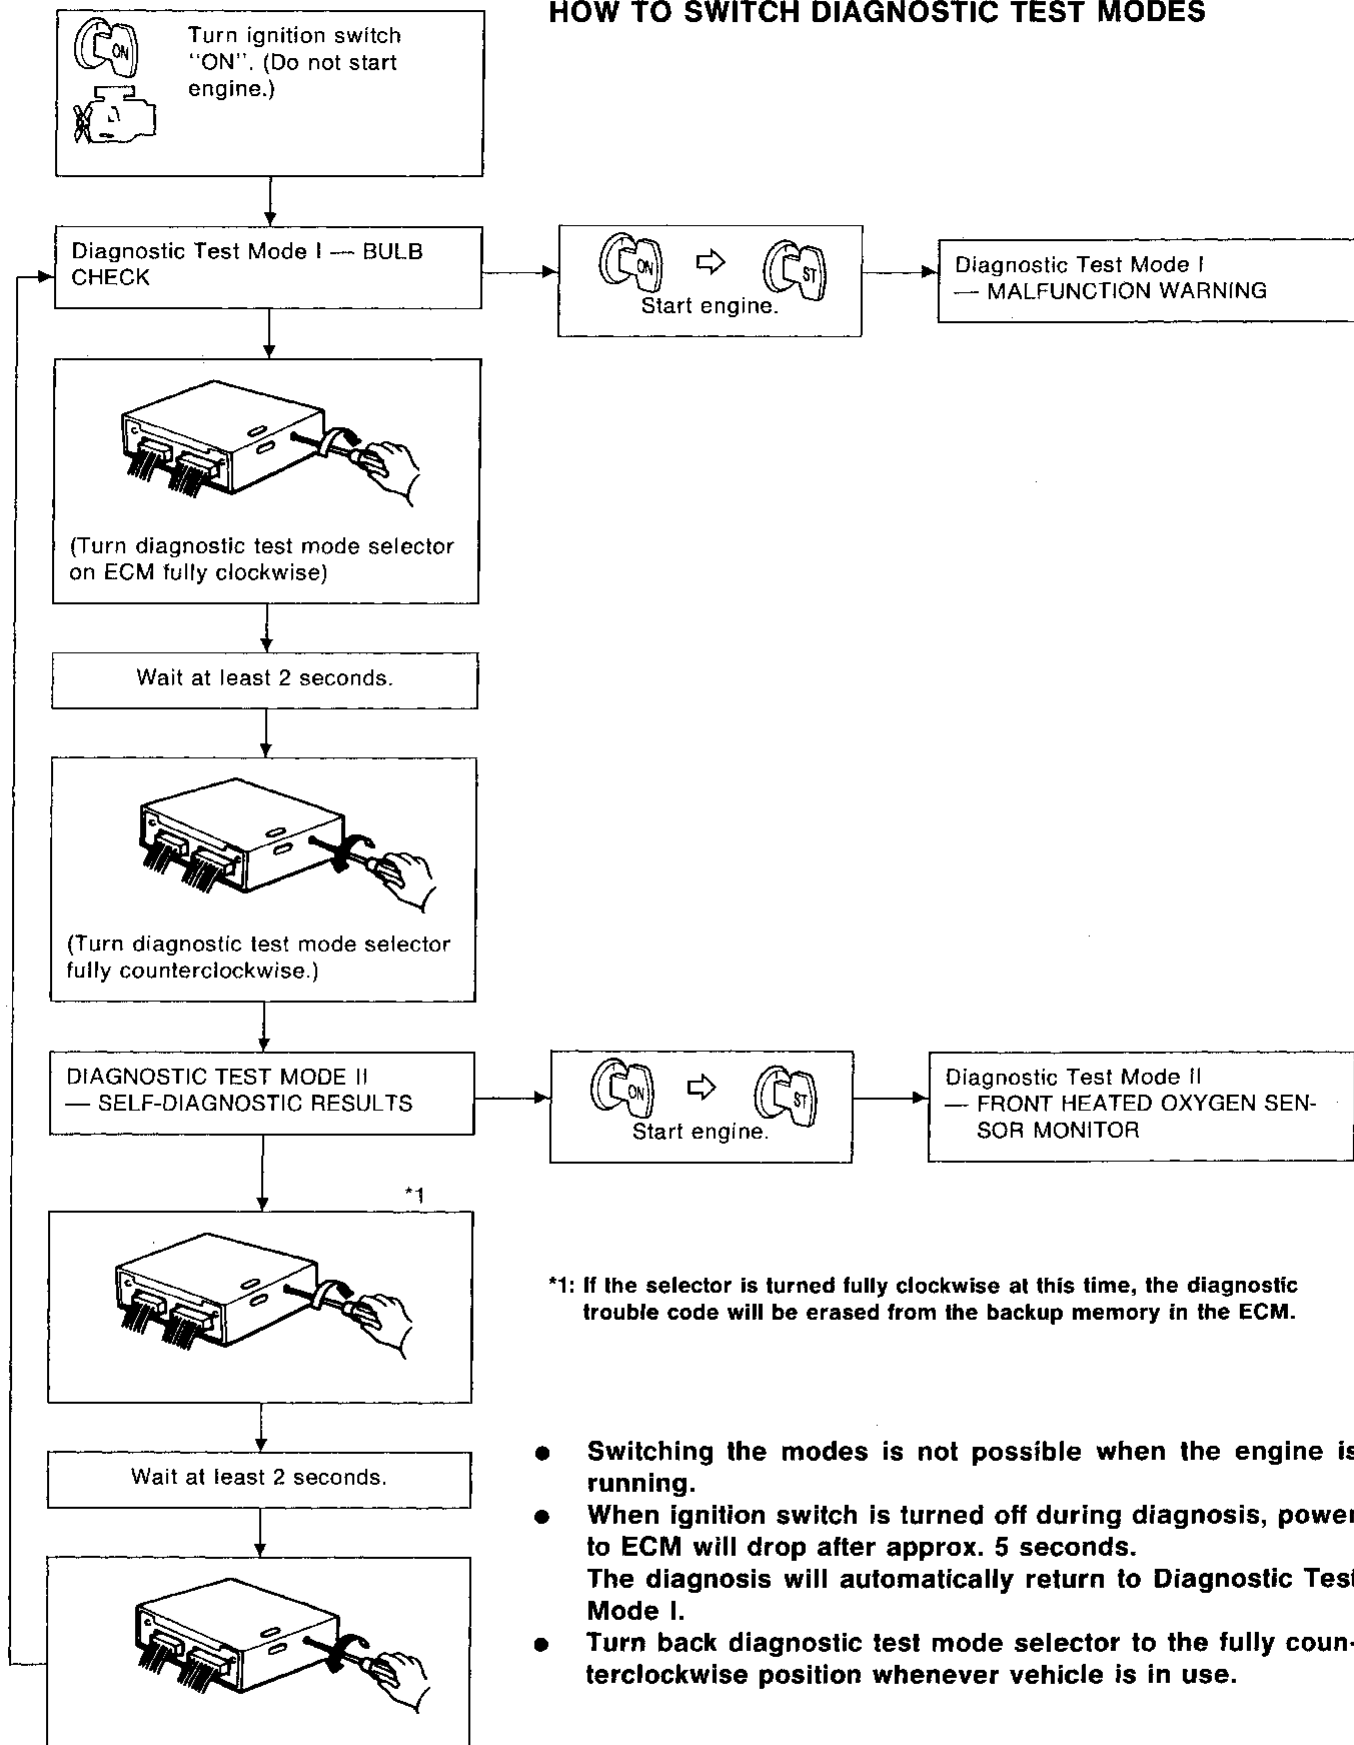 HOW TO SWITCH DIAGNOSTIC TEST MODES
ON
Turn ignition switch
"ON". (Do not start
engine.)
Diagnostic Test Mode I — BULB
CHECK
ON
ST
Start engine.
Diagnostic Test Mode I
— MALFUNCTION WARNING
(Turn diagnostic test mode selector
on ECM fully clockwise)
Wait at least 2 seconds.
(Turn diagnostic test mode selector
fully counterclockwise.)
DIAGNOSTIC TEST MODE II
— SELF-DIAGNOSTIC RESULTS
ON
ST
Start engine.
Diagnostic Test Mode II
— FRONT HEATED OXYGEN SEN-
SOR MONITOR
*1
*1: If the selector is turned fully clockwise at this time, the diagnostic
trouble code will be erased from the backup memory in the ECM.
Wait at least 2 seconds.
● Switching the modes is not possible when the engine is
running.
● When ignition switch is turned off during diagnosis, power
to ECM will drop after approx. 5 seconds.
The diagnosis will automatically return to Diagnostic Test
Mode I.
● Turn back diagnostic test mode selector to the fully coun-
terclockwise position whenever vehicle is in use.